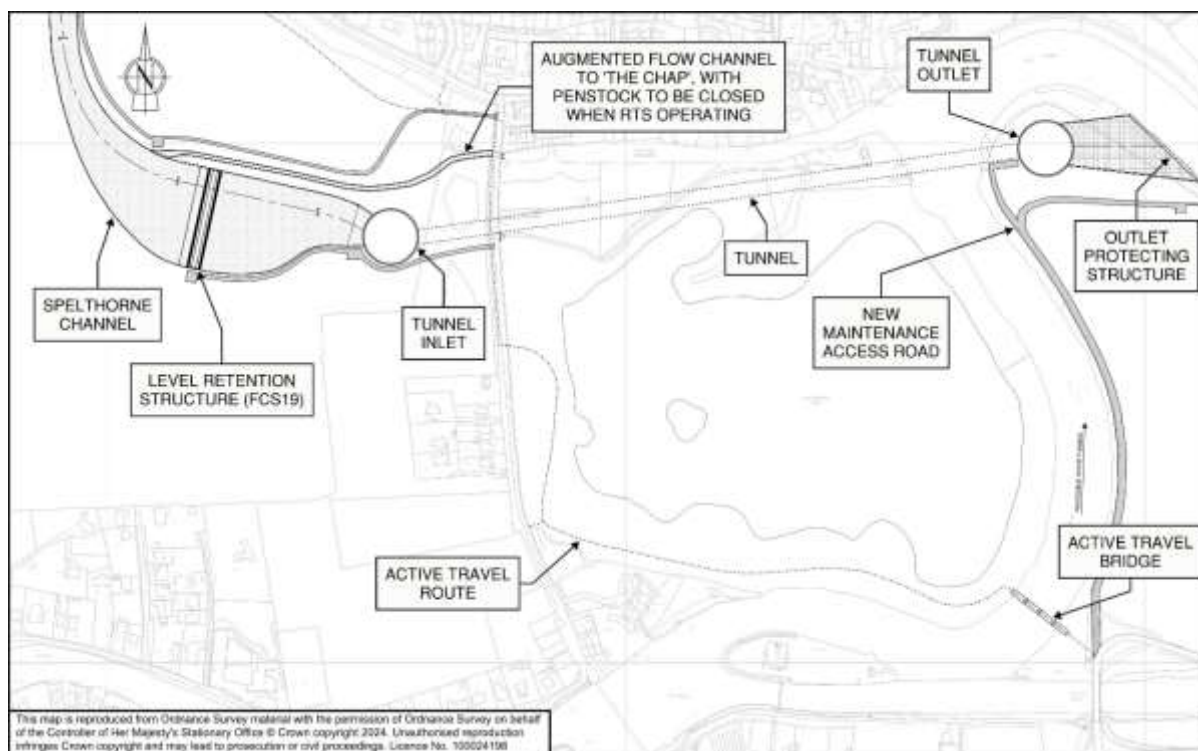 N
AUGMENTED FLOW CHANNEL
TO 'THE CHAP', WITH
PENSTOCK TO BE CLOSED
WHEN RTS OPERATING
TUNNEL
OUTLET
SPELTHORNE
CHANNEL
LEVEL RETENTION
STRUCTURE (FCS19)
TUNNEL
INLET
TUNNEL
NEW
MAINTENANCE
ACCESS ROAD
OUTLET
PROTECTING
STRUCTURE
ACTIVE TRAVEL
ROUTE
ACTIVE TRAVEL
BRIDGE
This map is reproduced from Ordnance Survey material with the permission of Ordnance Survey on behalf
of the Controller of Her Majesty's Stationary Office © Crown copyright 2024. Unauthorised reproduction
infringes Crown copyright and may lead to prosecution or civil proceedings. Licence No. 100024198